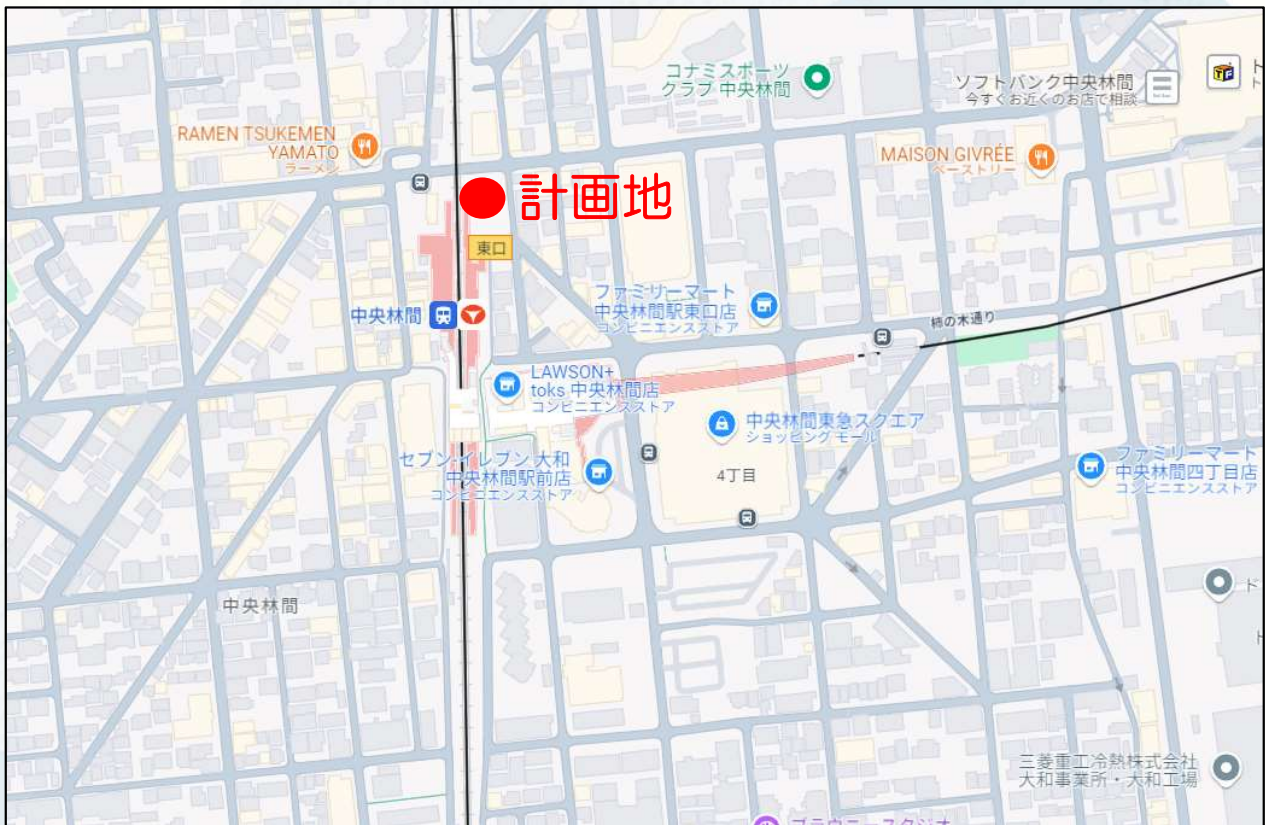 コナミスポーツ
クラブ 中央林間
ソフトバンク中央林間
今すぐお近くのお店で相談
RAMEN TSUKEMEN
YAMATO
ラーメン
MAISON GIVRÉE
ペーストリー
計画地
東口
中央林間
ファミリーマート
中央林間駅東口店
コンビニエンスストア
柿の木通り
LAWSON+
toks 中央林間店
コンビニエンスストア
中央林間東急スクエア
ショッピング モール
セブン-イレブン 大和
中央林間駅前店
コンビニエンスストア
4丁目
ファミリーマート
中央林間四丁目店
コンビニエンスストア
中央林間
三菱重工冷熱株式会社
大和事業所・大和工場